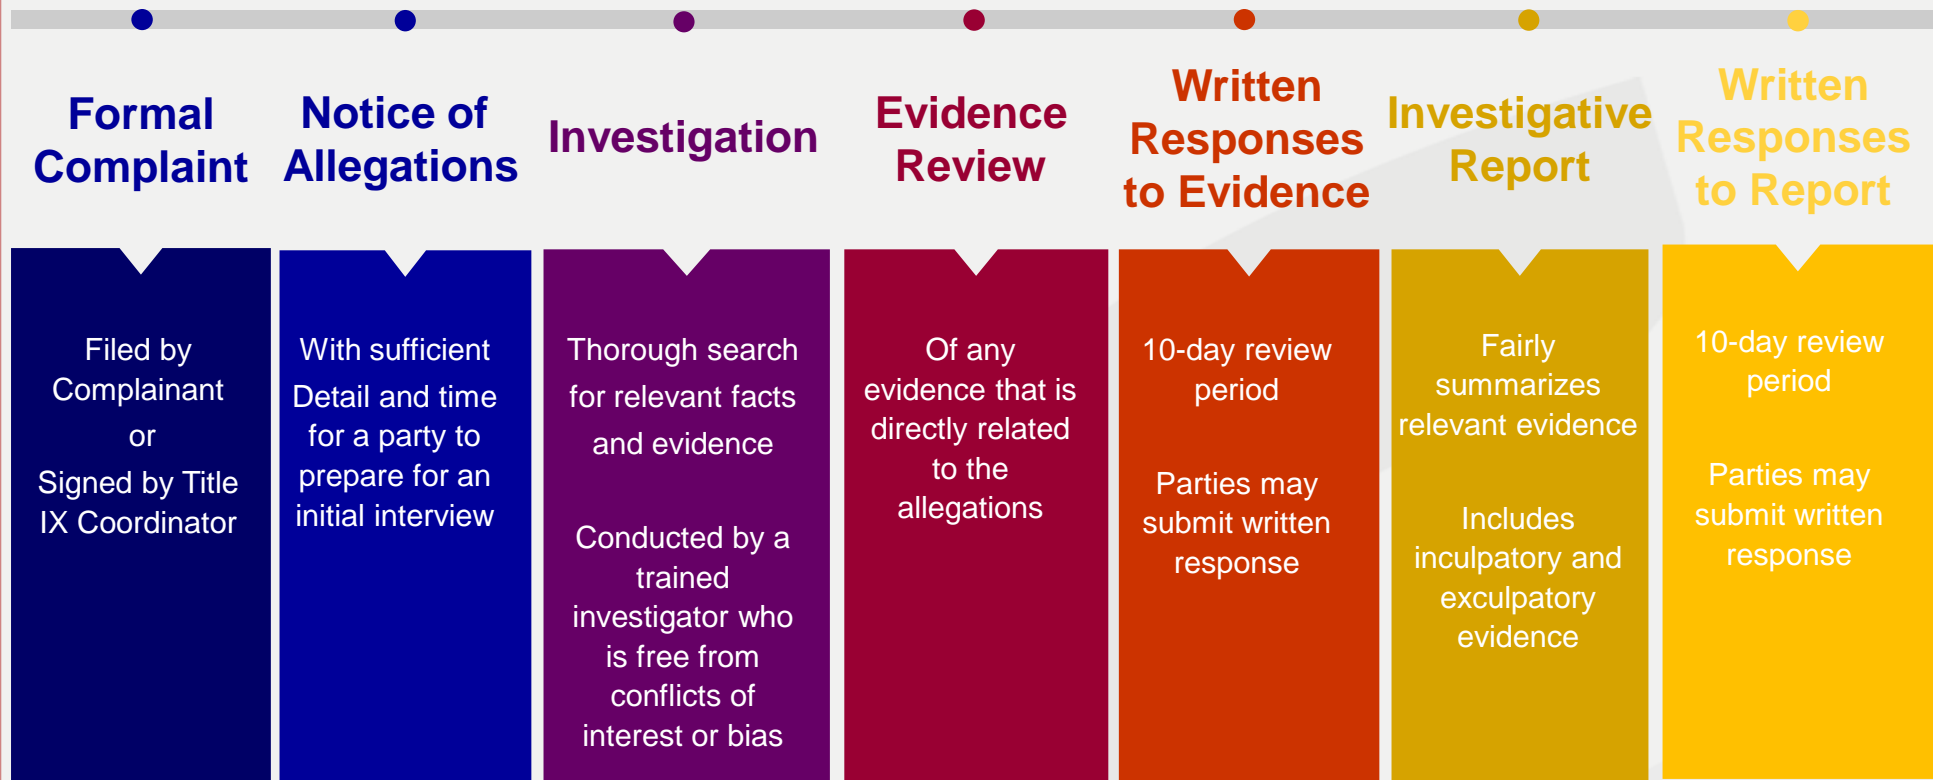 Formal
Complaint
Notice of
Allegations
Investigation
Evidence
Review
Written
Responses
to Evidence
Investigative
Report
Written
Responses
to Report
Filed by
Complainant
or
Signed by Title
IX Coordinator
With sufficient
Detail and time
for a party to
prepare for an
initial interview
Thorough search
for relevant facts
and evidence
Conducted by a
trained
investigator who
is free from
conflicts of
interest or bias
Of any
evidence that is
directly related
to the
allegations
10-day review
period
Parties may
submit written
response
Fairly
summarizes
relevant evidence
Includes
inculpatory and
exculpatory
evidence
10-day review
period
Parties may
submit written
response